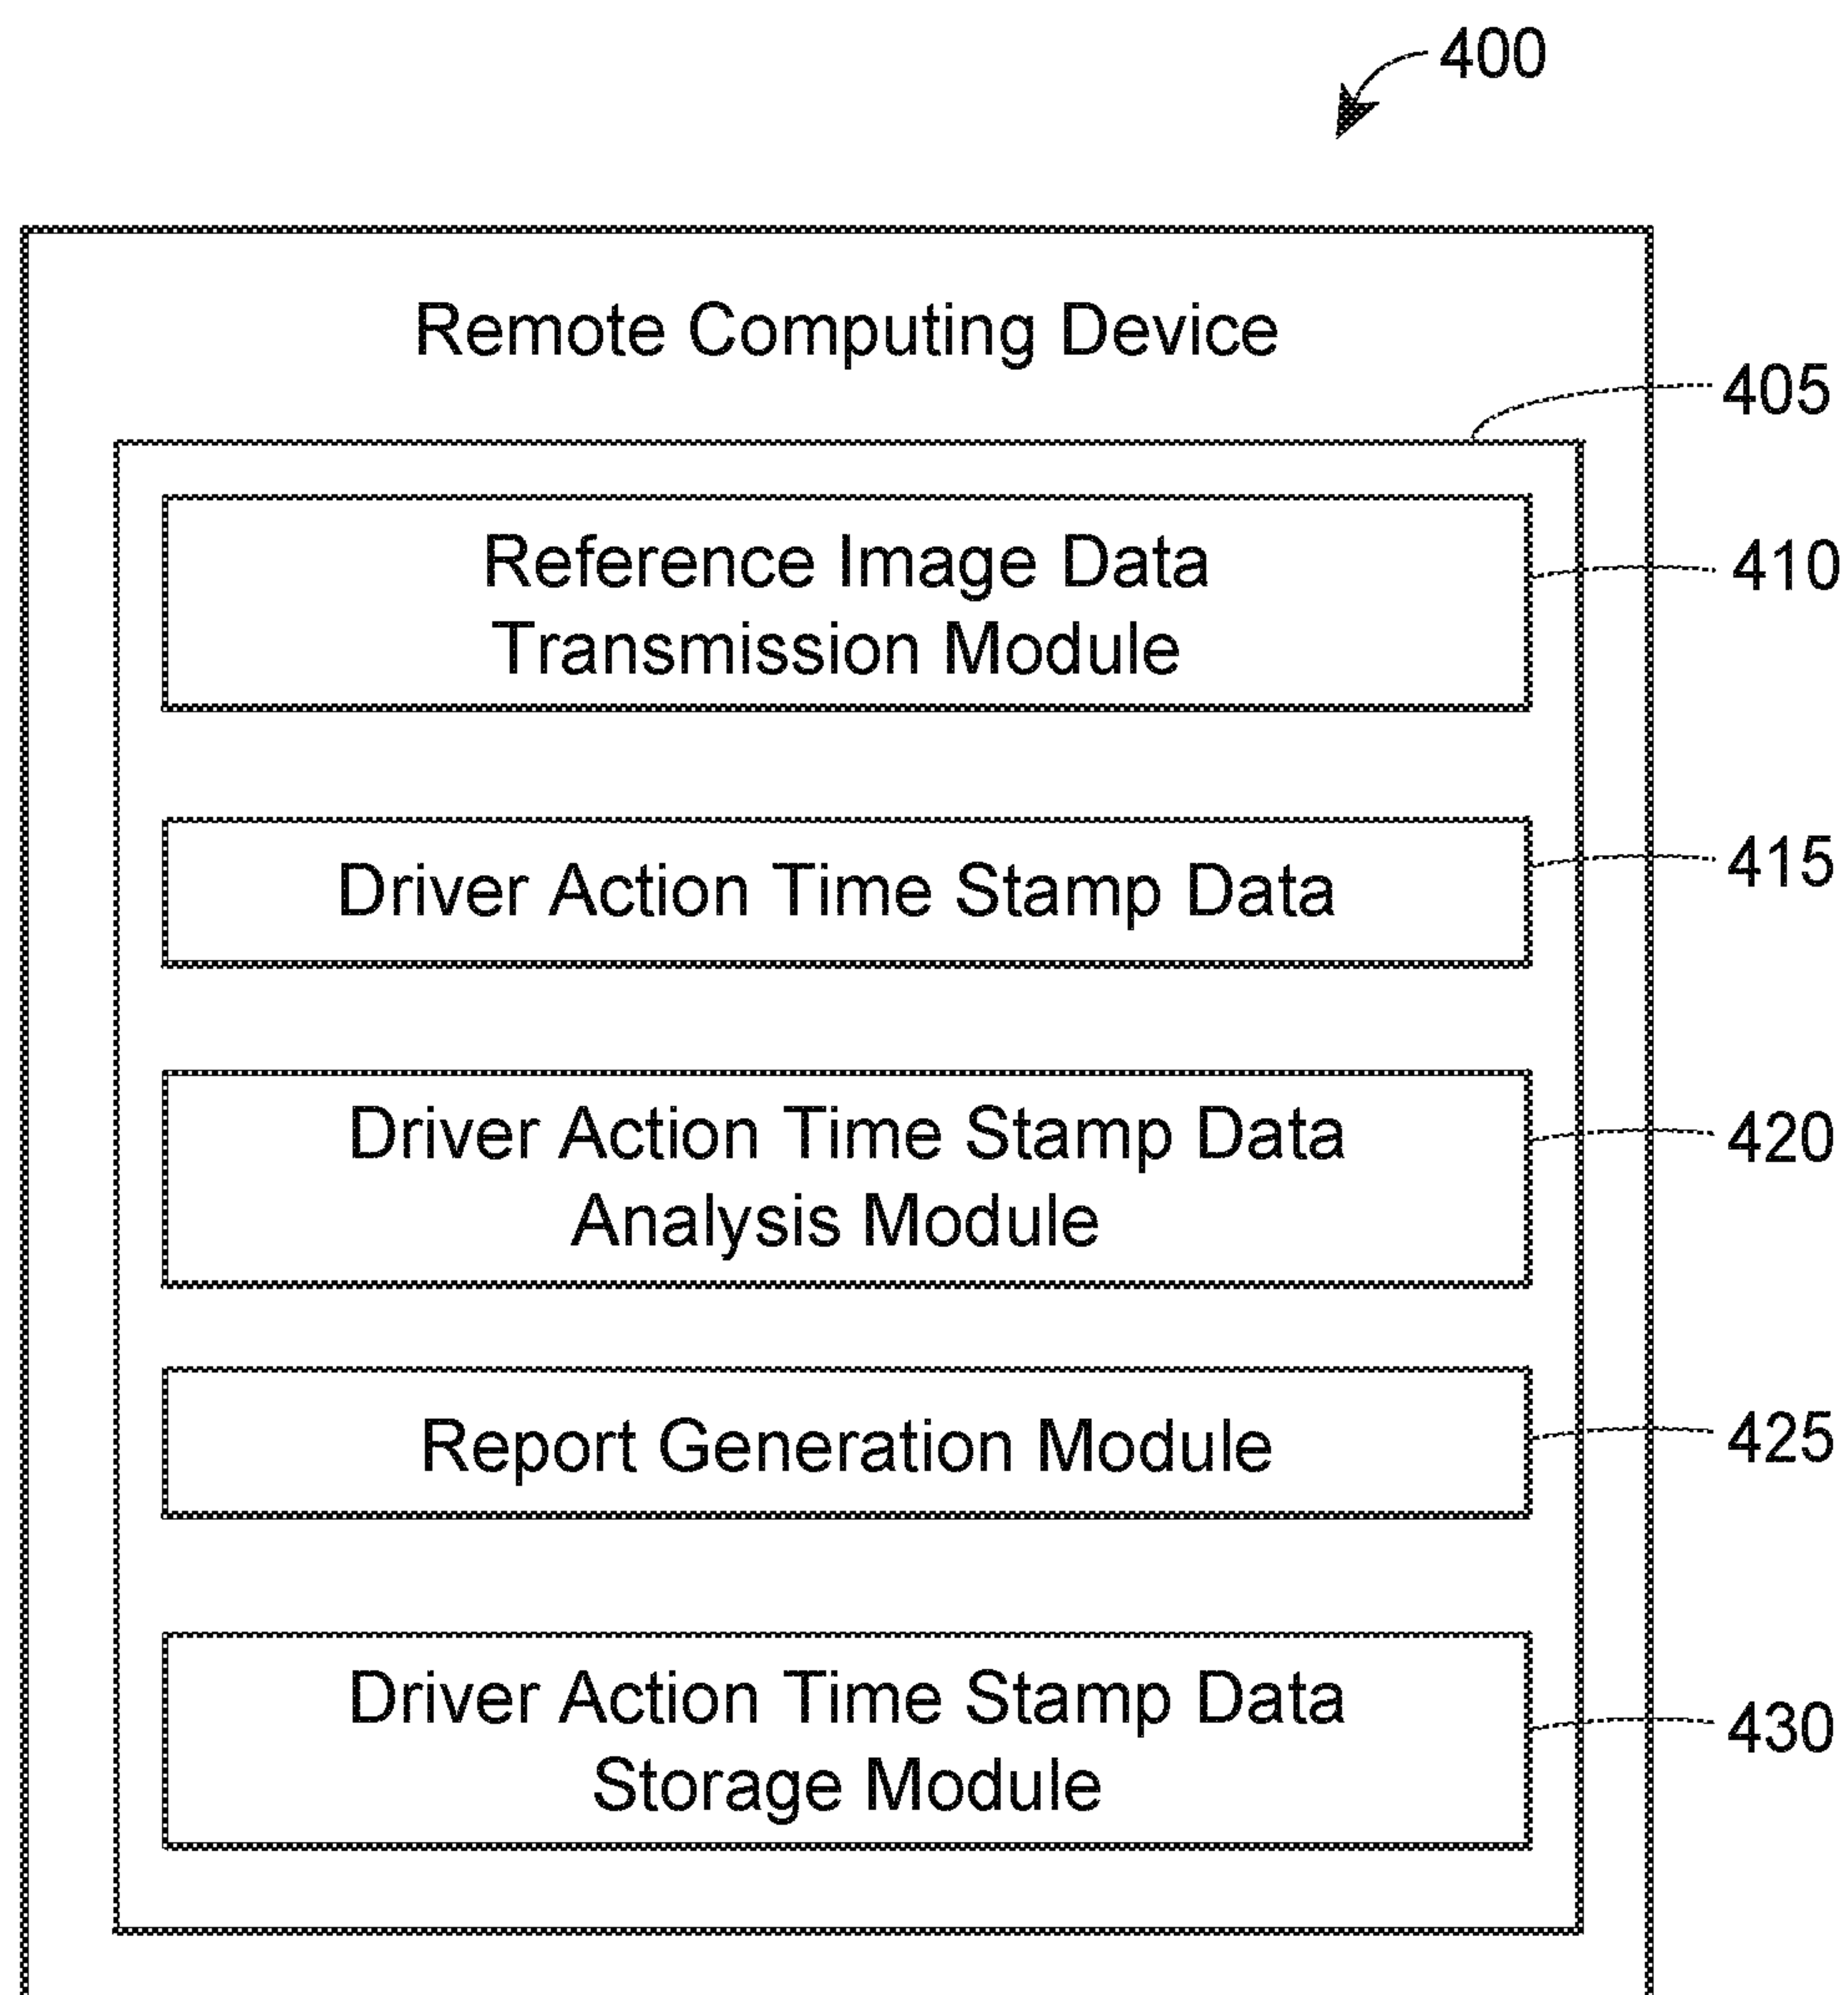 400
Remote Computing Device
405
Reference Image Data
Transmission Module
410
Driver Action Time Stamp Data
415
Driver Action Time Stamp Data
Analysis Module
420
Report Generation Module
425
Driver Action Time Stamp Data
Storage Module
430